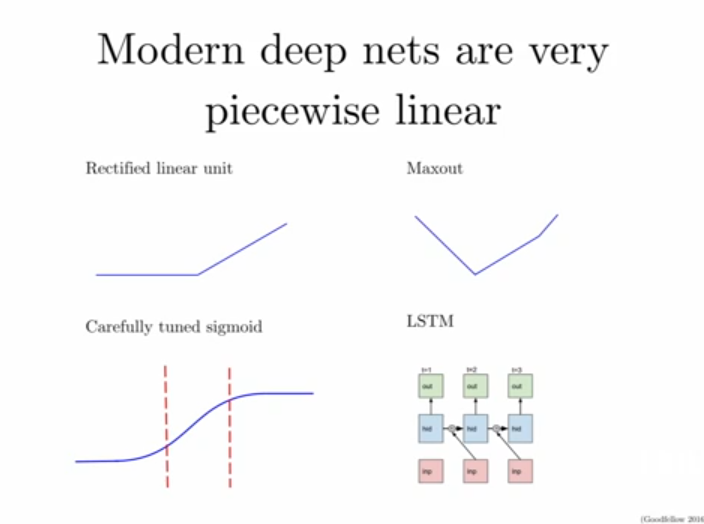 Modern deep nets are very
piecewise linear
Rectified linear unit
Maxout
Carefully tuned sigmoid
LSTM
t=1 t=2 t=3
out out out
hid + hid + hid
inp inp inp
(Goodfellow 2016